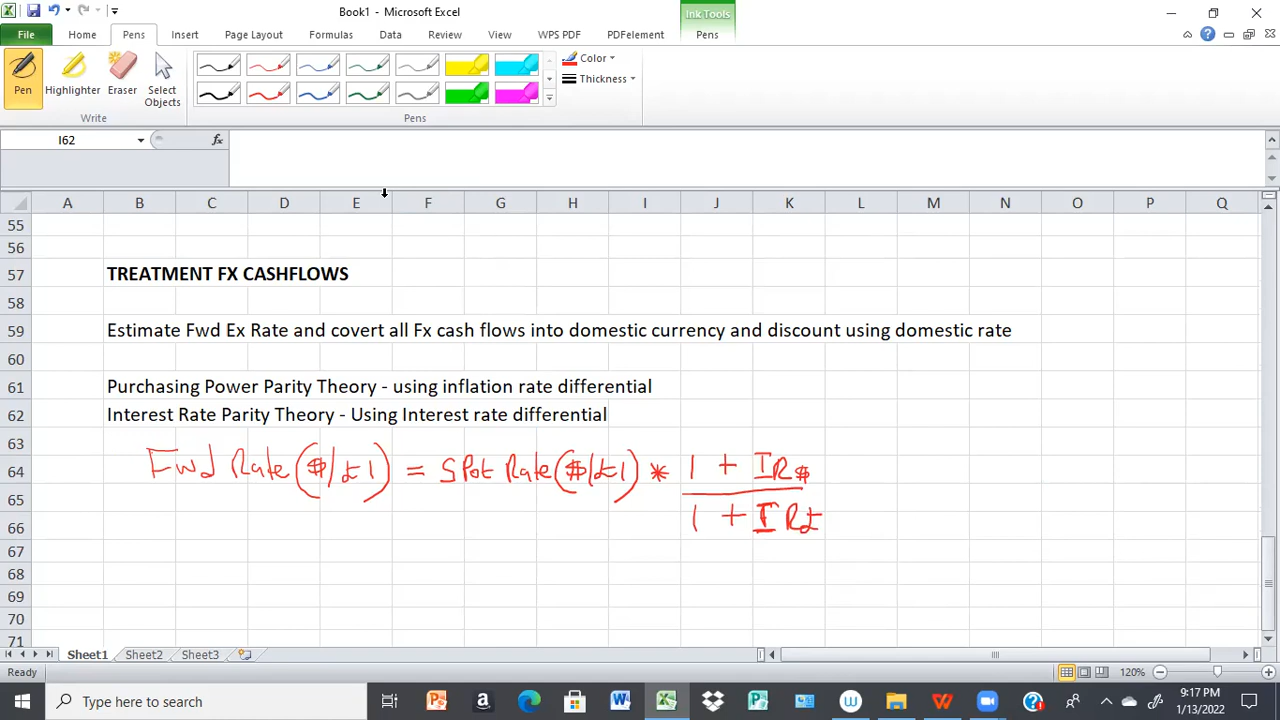 Book1 - Microsoft Excel
Ink Tools
File Home Pens Insert Page Layout Formulas Data Review View WPS PDF PDFelement Pens
Pen Highlighter Eraser Select Objects
Color
Thickness
Write Pens
I62 fx
A B C D E F G H I J K L M N O P Q
55
56
57 TREATMENT FX CASHFLOWS
58
59 Estimate Fwd Ex Rate and covert all Fx cash flows into domestic currency and discount using domestic rate
60
61 Purchasing Power Parity Theory - using inflation rate differential
62 Interest Rate Parity Theory - Using Interest rate differential
63
64 Fwd Rate($/£1) = Spot Rate($/£1) * 1 + IR$
65
66 1 + IR£
67
68
69
70
71
Sheet1 Sheet2 Sheet3
Ready 120%
Type here to search
9:17 PM
1/13/2022